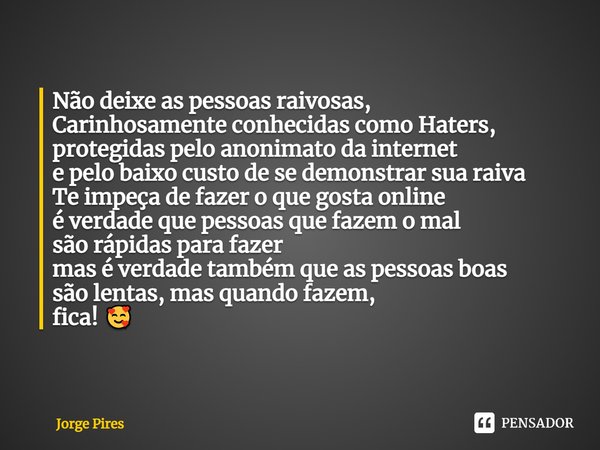 Não deixe as pessoas raivosas,
Carinhosamente conhecidas como Haters,
protegidas pelo anonimato da internet
e pelo baixo custo de se demonstrar sua raiva
Te impeça de fazer o que gosta online
é verdade que pessoas que fazem o mal
são rápidas para fazer
mas é verdade também que as pessoas boas
são lentas, mas quando fazem,
fica! 🥰
Jorge Pires
PENSADOR